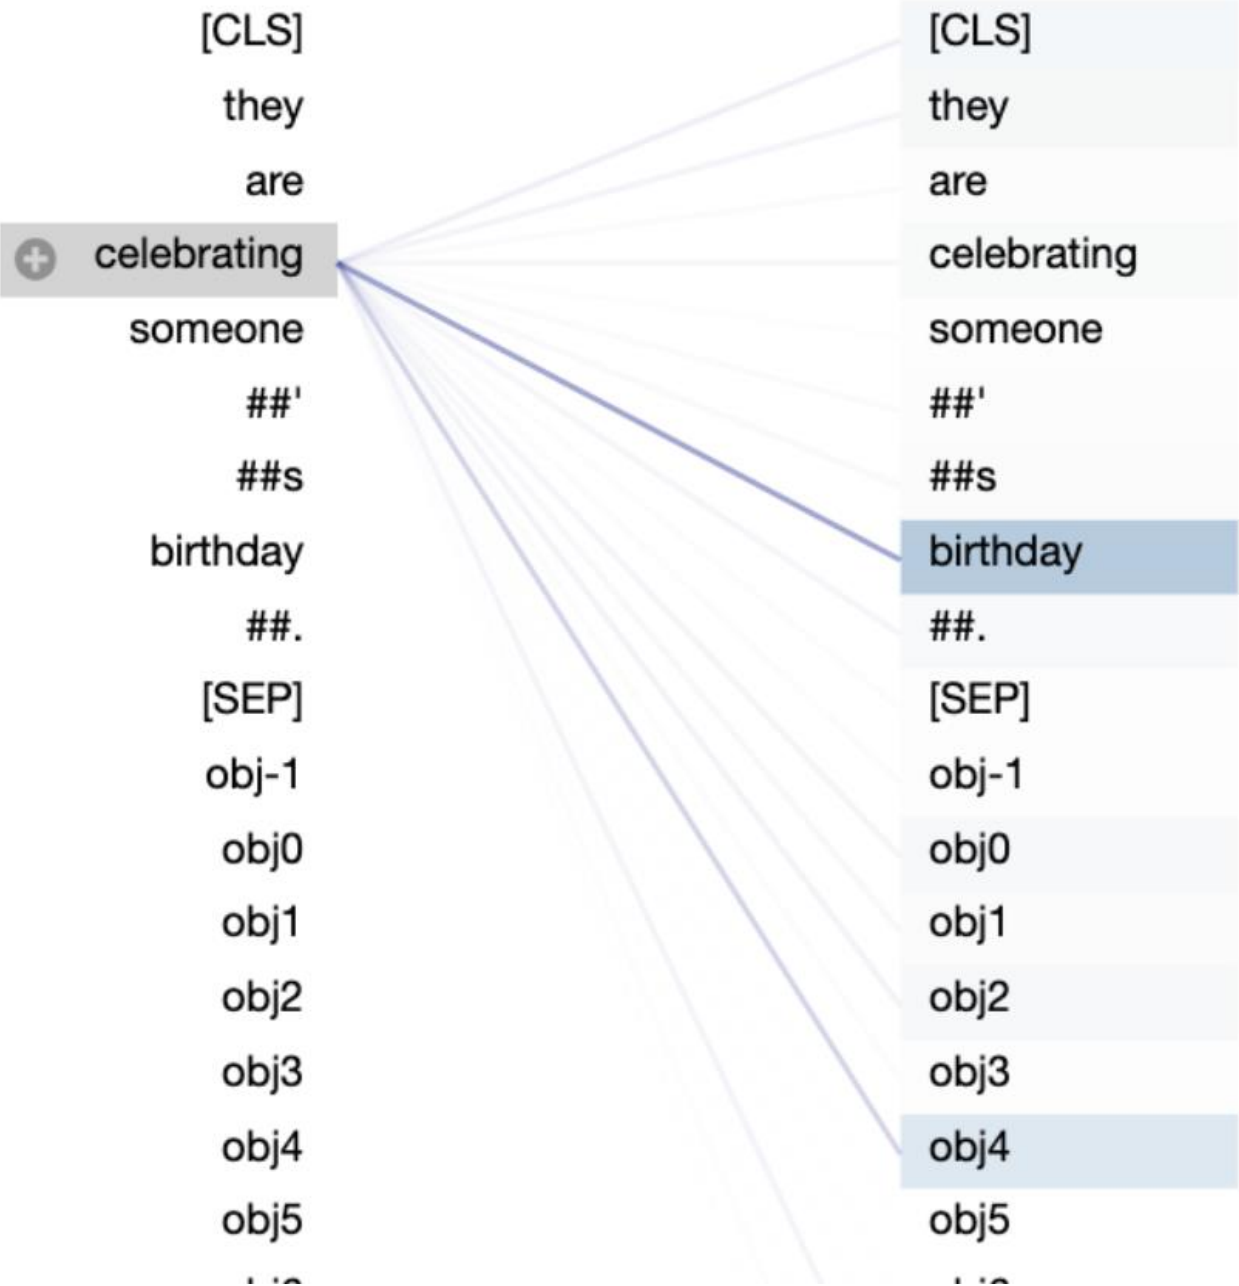 [CLS] [CLS]
they they
are are
celebrating celebrating
someone someone
##' ##'
##s ##s
birthday birthday
##. ##.
[SEP] [SEP]
obj-1 obj-1
obj0 obj0
obj1 obj1
obj2 obj2
obj3 obj3
obj4 obj4
obj5 obj5